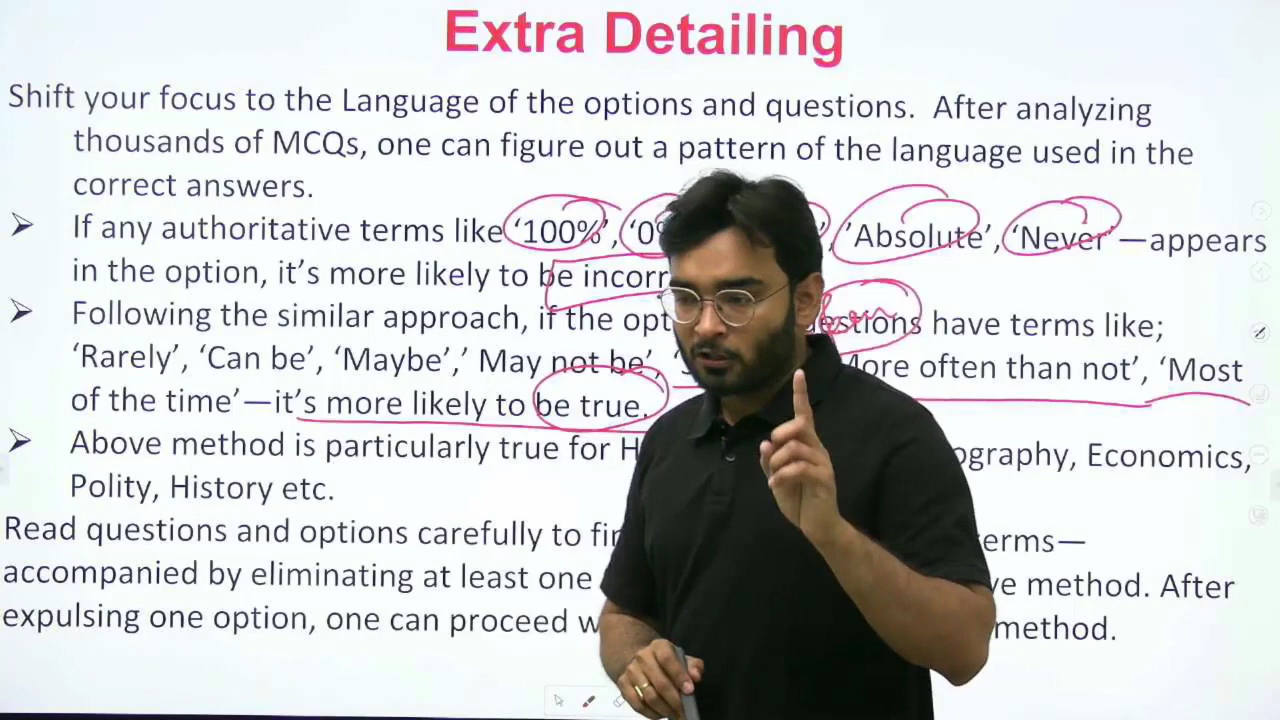 Extra Detailing
Shift your focus to the Language of the options and questions. After analyzing
thousands of MCQs, one can figure out a pattern of the language used in the
correct answers.
➢ If any authoritative terms like ‘100%’, ‘0% ’, ’Absolute’, ‘Never’—appears
in the option, it’s more likely to be incorr
➢ Following the similar approach, if the opt estions have terms like;
‘Rarely’, ‘Can be’, ‘Maybe’,’ May not be’, ‘S More often than not’, ‘Most
of the time’—it’s more likely to be true.
➢ Above method is particularly true for H ography, Economics,
Polity, History etc.
Read questions and options carefully to fin erms—
accompanied by eliminating at least one ve method. After
expulsing one option, one can proceed w method.